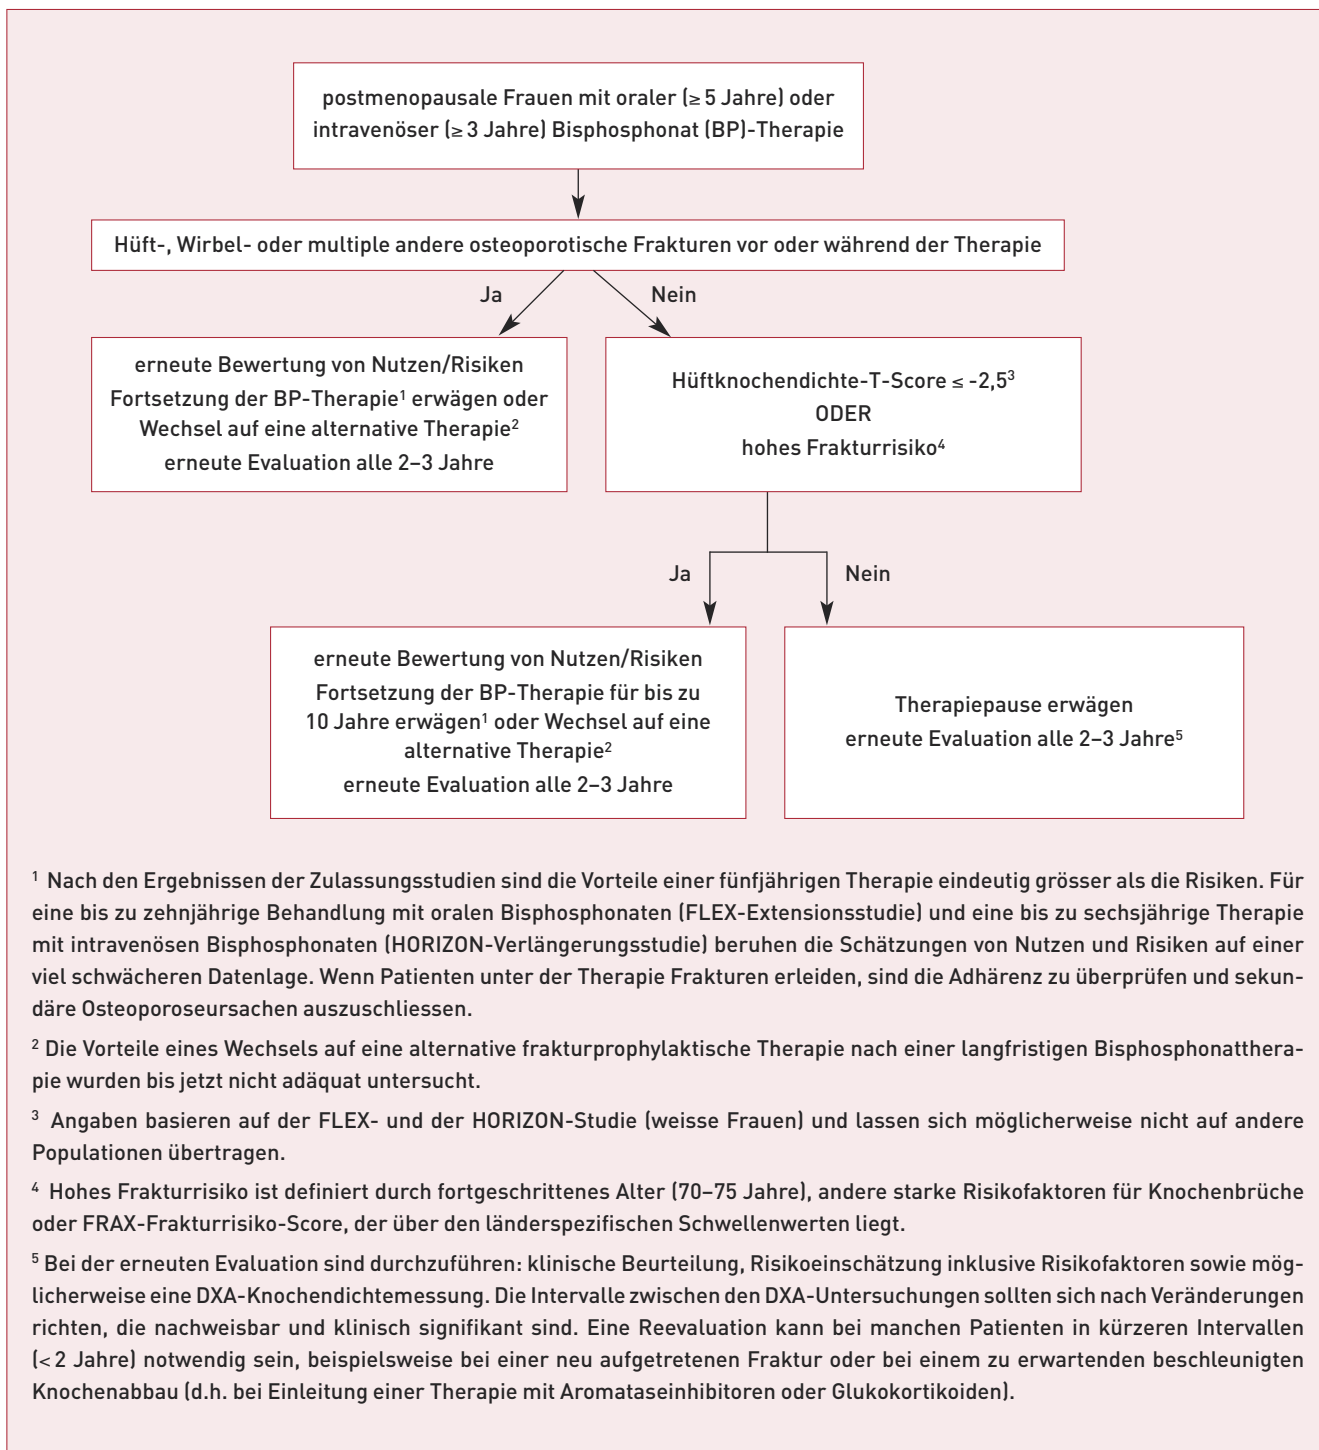 postmenopausale Frauen mit oraler (≥ 5 Jahre) oder
intravenöser (≥ 3 Jahre) Bisphosphonat (BP)-Therapie
Hüft-, Wirbel- oder multiple andere osteoporotische Frakturen vor oder während der Therapie
Ja
Nein
erneute Bewertung von Nutzen/Risiken
Fortsetzung der BP-Therapie¹ erwägen oder
Wechsel auf eine alternative Therapie²
erneute Evaluation alle 2–3 Jahre
Hüftknochendichte-T-Score ≤ -2,5³
ODER
hohes Frakturrisiko⁴
Ja
Nein
erneute Bewertung von Nutzen/Risiken
Fortsetzung der BP-Therapie für bis zu
10 Jahre erwägen¹ oder Wechsel auf eine
alternative Therapie²
erneute Evaluation alle 2–3 Jahre
Therapiepause erwägen
erneute Evaluation alle 2–3 Jahre⁵
¹ Nach den Ergebnissen der Zulassungsstudien sind die Vorteile einer fünfjährigen Therapie eindeutig grösser als die Risiken. Für
eine bis zu zehnjährige Behandlung mit oralen Bisphosphonaten (FLEX-Extensionsstudie) und eine bis zu sechsjährige Therapie
mit intravenösen Bisphosphonaten (HORIZON-Verlängerungsstudie) beruhen die Schätzungen von Nutzen und Risiken auf einer
viel schwächeren Datenlage. Wenn Patienten unter der Therapie Frakturen erleiden, sind die Adhärenz zu überprüfen und sekun-
däre Osteoporoseursachen auszuschliessen.
² Die Vorteile eines Wechsels auf eine alternative frakturprophylaktische Therapie nach einer langfristigen Bisphosphonatthera-
pie wurden bis jetzt nicht adäquat untersucht.
³ Angaben basieren auf der FLEX- und der HORIZON-Studie (weisse Frauen) und lassen sich möglicherweise nicht auf andere
Populationen übertragen.
⁴ Hohes Frakturrisiko ist definiert durch fortgeschrittenes Alter (70–75 Jahre), andere starke Risikofaktoren für Knochenbrüche
oder FRAX-Frakturrisiko-Score, der über den länderspezifischen Schwellenwerten liegt.
⁵ Bei der erneuten Evaluation sind durchzuführen: klinische Beurteilung, Risikoeinschätzung inklusive Risikofaktoren sowie mög-
licherweise eine DXA-Knochendichtemessung. Die Intervalle zwischen den DXA-Untersuchungen sollten sich nach Veränderungen
richten, die nachweisbar und klinisch signifikant sind. Eine Reevaluation kann bei manchen Patienten in kürzeren Intervallen
(< 2 Jahre) notwendig sein, beispielsweise bei einer neu aufgetretenen Fraktur oder bei einem zu erwartenden beschleunigten
Knochenabbau (d.h. bei Einleitung einer Therapie mit Aromataseinhibitoren oder Glukokortikoiden).